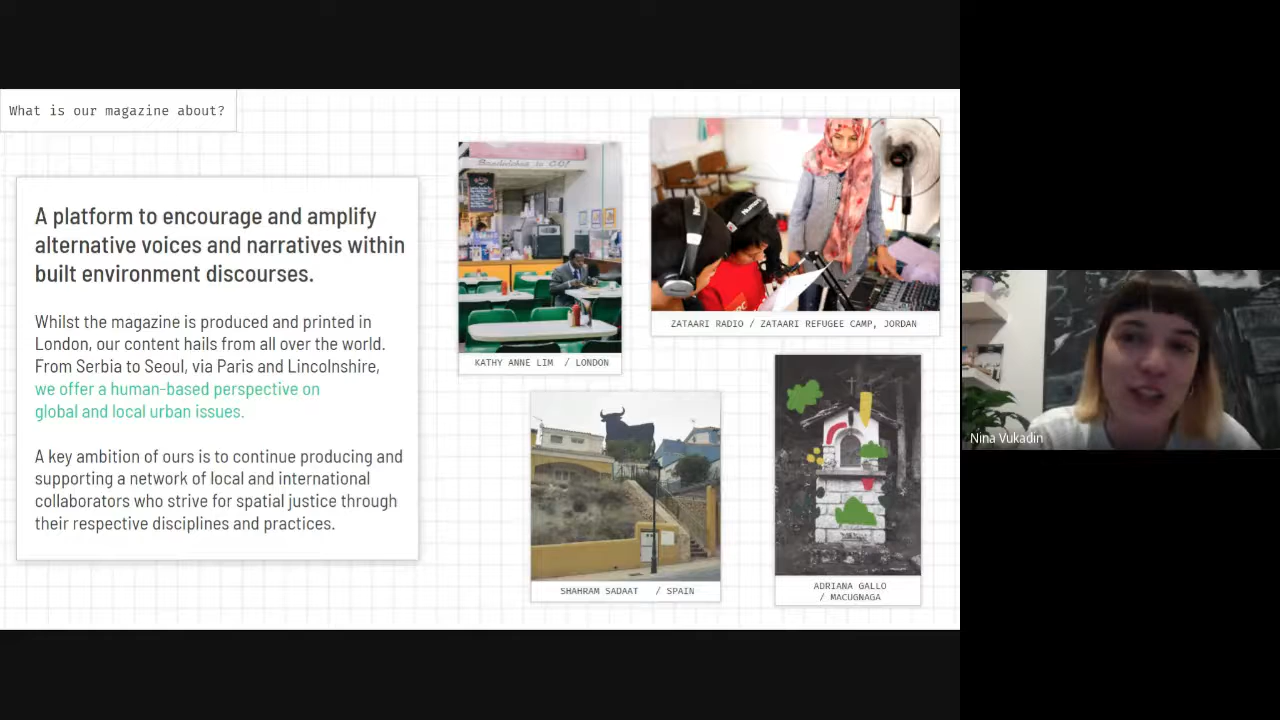 What is our magazine about?
A platform to encourage and amplify
alternative voices and narratives within
built environment discourses.
Whilst the magazine is produced and printed in
London, our content hails from all over the world.
From Serbia to Seoul, via Paris and Lincolnshire,
we offer a human-based perspective on
global and local urban issues.
A key ambition of ours is to continue producing and
supporting a network of local and international
collaborators who strive for spatial justice through
their respective disciplines and practices.
Sandwiches to GO!
KATHY ANNE LIM / LONDON
ZATAARI RADIO / ZATAARI REFUGEE CAMP, JORDAN
SHAHRAM SADAAT / SPAIN
ADRIANA GALLO
/ MACUGNAGA
Nina Vukadin